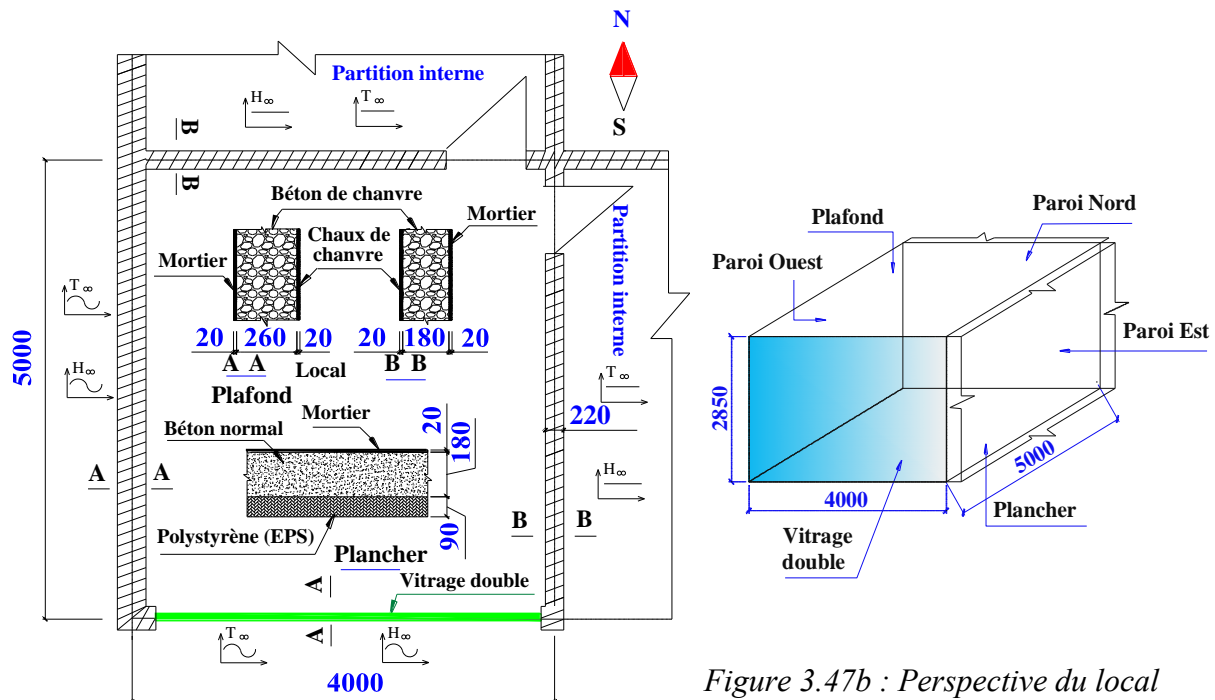 N
S
Partition interne
H∞
T∞
B
B
Béton de chanvre
Mortier
Chaux de chanvre
Mortier
Partition interne
T∞
H∞
5000
20 260 20
20 180 20
A A
Local
B B
Plafond
Mortier
Béton normal
20
180
90
Polystyrène (EPS)
Plancher
T∞
220
H∞
A
A
B
B
A
A
Vitrage double
T∞
H∞
4000
Plafond
Paroi Nord
Paroi Ouest
Paroi Est
2850
5000
4000
Plancher
Vitrage double
Figure 3.47b : Perspective du local